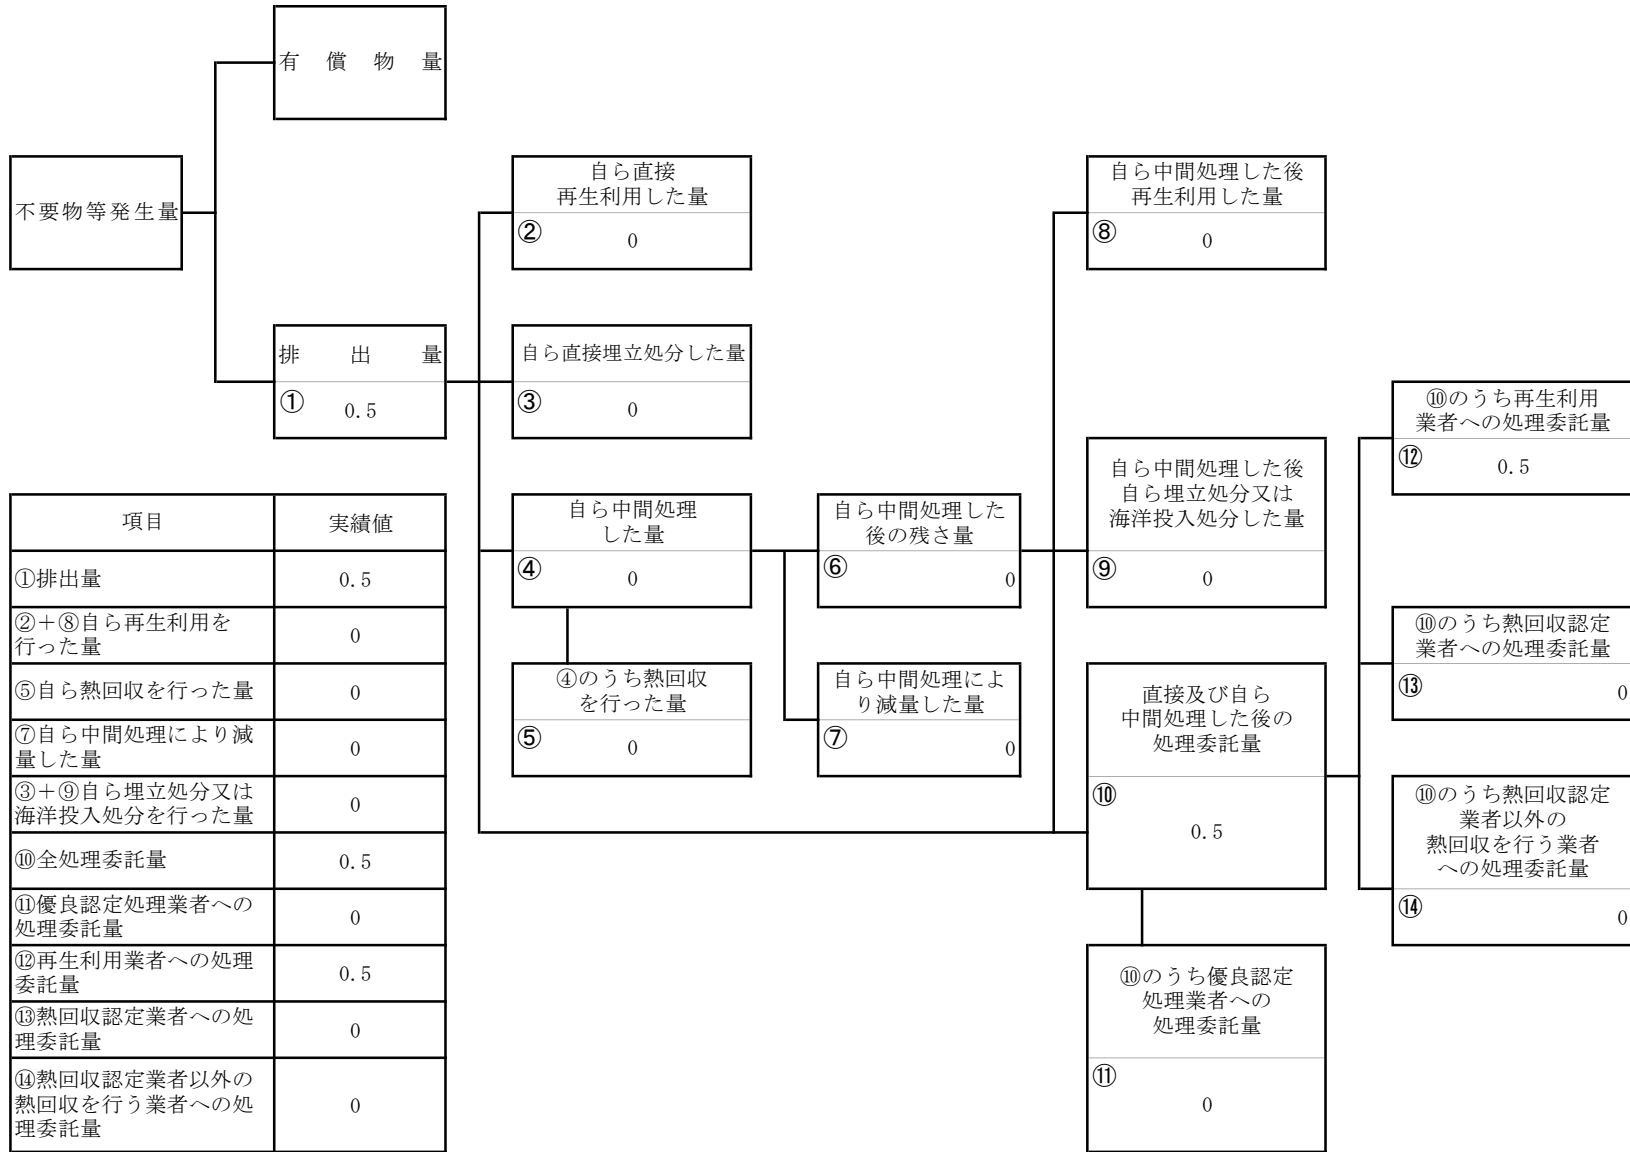 有償物量
不要物等発生量
自ら直接
再生利用した量
② 0
自ら中間処理した後
再生利用した量
⑧ 0
排出量
① 0.5
自ら直接埋立処分した量
③ 0
⑩のうち再生利用
業者への処理委託量
⑫ 0.5
自ら中間処理
した量
④ 0
自ら中間処理した
後の残さ量
⑥ 0
自ら中間処理した後
自ら埋立処分又は
海洋投入処分した量
⑨ 0
④のうち熱回収
を行った量
⑤ 0
自ら中間処理によ
り減量した量
⑦ 0
直接及び自ら
中間処理した後の
処理委託量
⑩
0.5
⑩のうち熱回収認定
業者への処理委託量
⑬ 0
⑩のうち熱回収認定
業者以外の
熱回収を行う業者
への処理委託量
⑭ 0
⑩のうち優良認定
処理業者への
処理委託量
⑪
0
項目 実績値
①排出量 0.5
②+⑧自ら再生利用を
行った量 0
⑤自ら熱回収を行った量 0
⑦自ら中間処理により減
量した量 0
③+⑨自ら埋立処分又は
海洋投入処分を行った量 0
⑩全処理委託量 0.5
⑪優良認定処理業者への
処理委託量 0
⑫再生利用業者への処理
委託量 0.5
⑬熱回収認定業者への処
理委託量 0
⑭熱回収認定業者以外の
熱回収を行う業者への処
理委託量 0